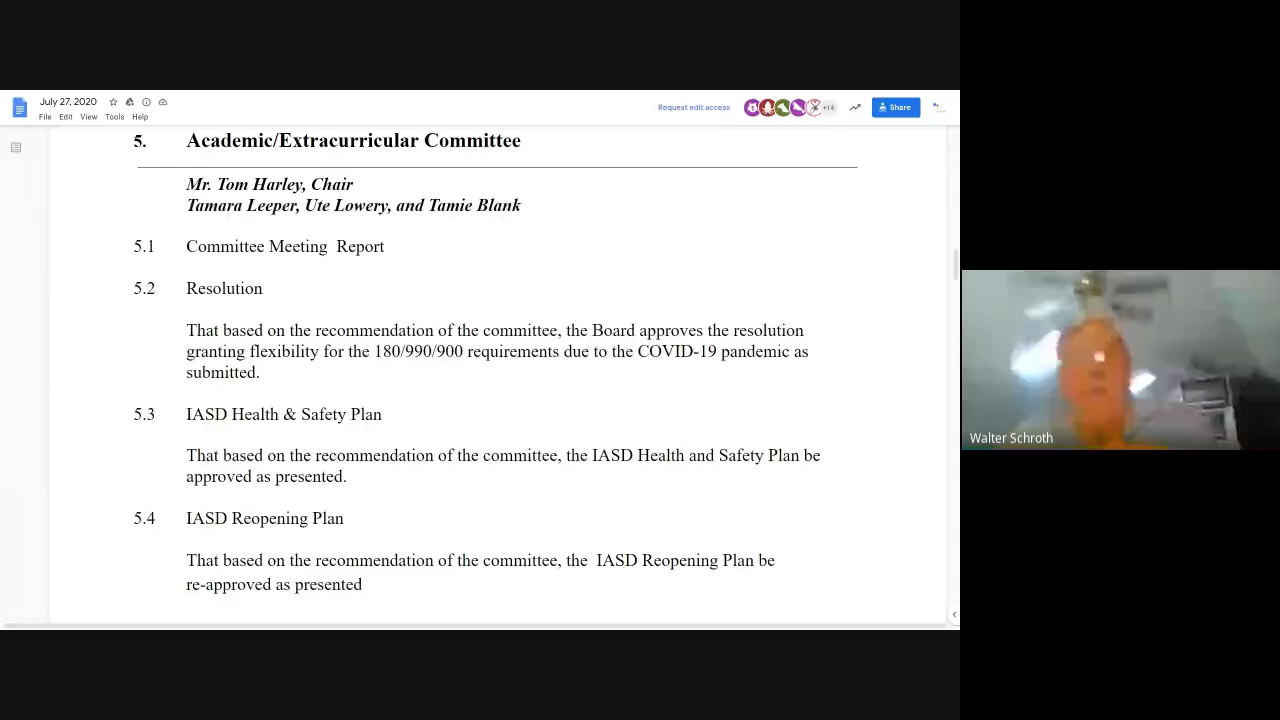 July 27, 2020
File Edit View Tools Help
Request edit access
+14
Share
5. Academic/Extracurricular Committee
Mr. Tom Harley, Chair
Tamara Leeper, Ute Lowery, and Tamie Blank
5.1 Committee Meeting Report
5.2 Resolution
That based on the recommendation of the committee, the Board approves the resolution
granting flexibility for the 180/990/900 requirements due to the COVID-19 pandemic as
submitted.
5.3 IASD Health & Safety Plan
That based on the recommendation of the committee, the IASD Health and Safety Plan be
approved as presented.
5.4 IASD Reopening Plan
That based on the recommendation of the committee, the IASD Reopening Plan be
re-approved as presented
Walter Schroth